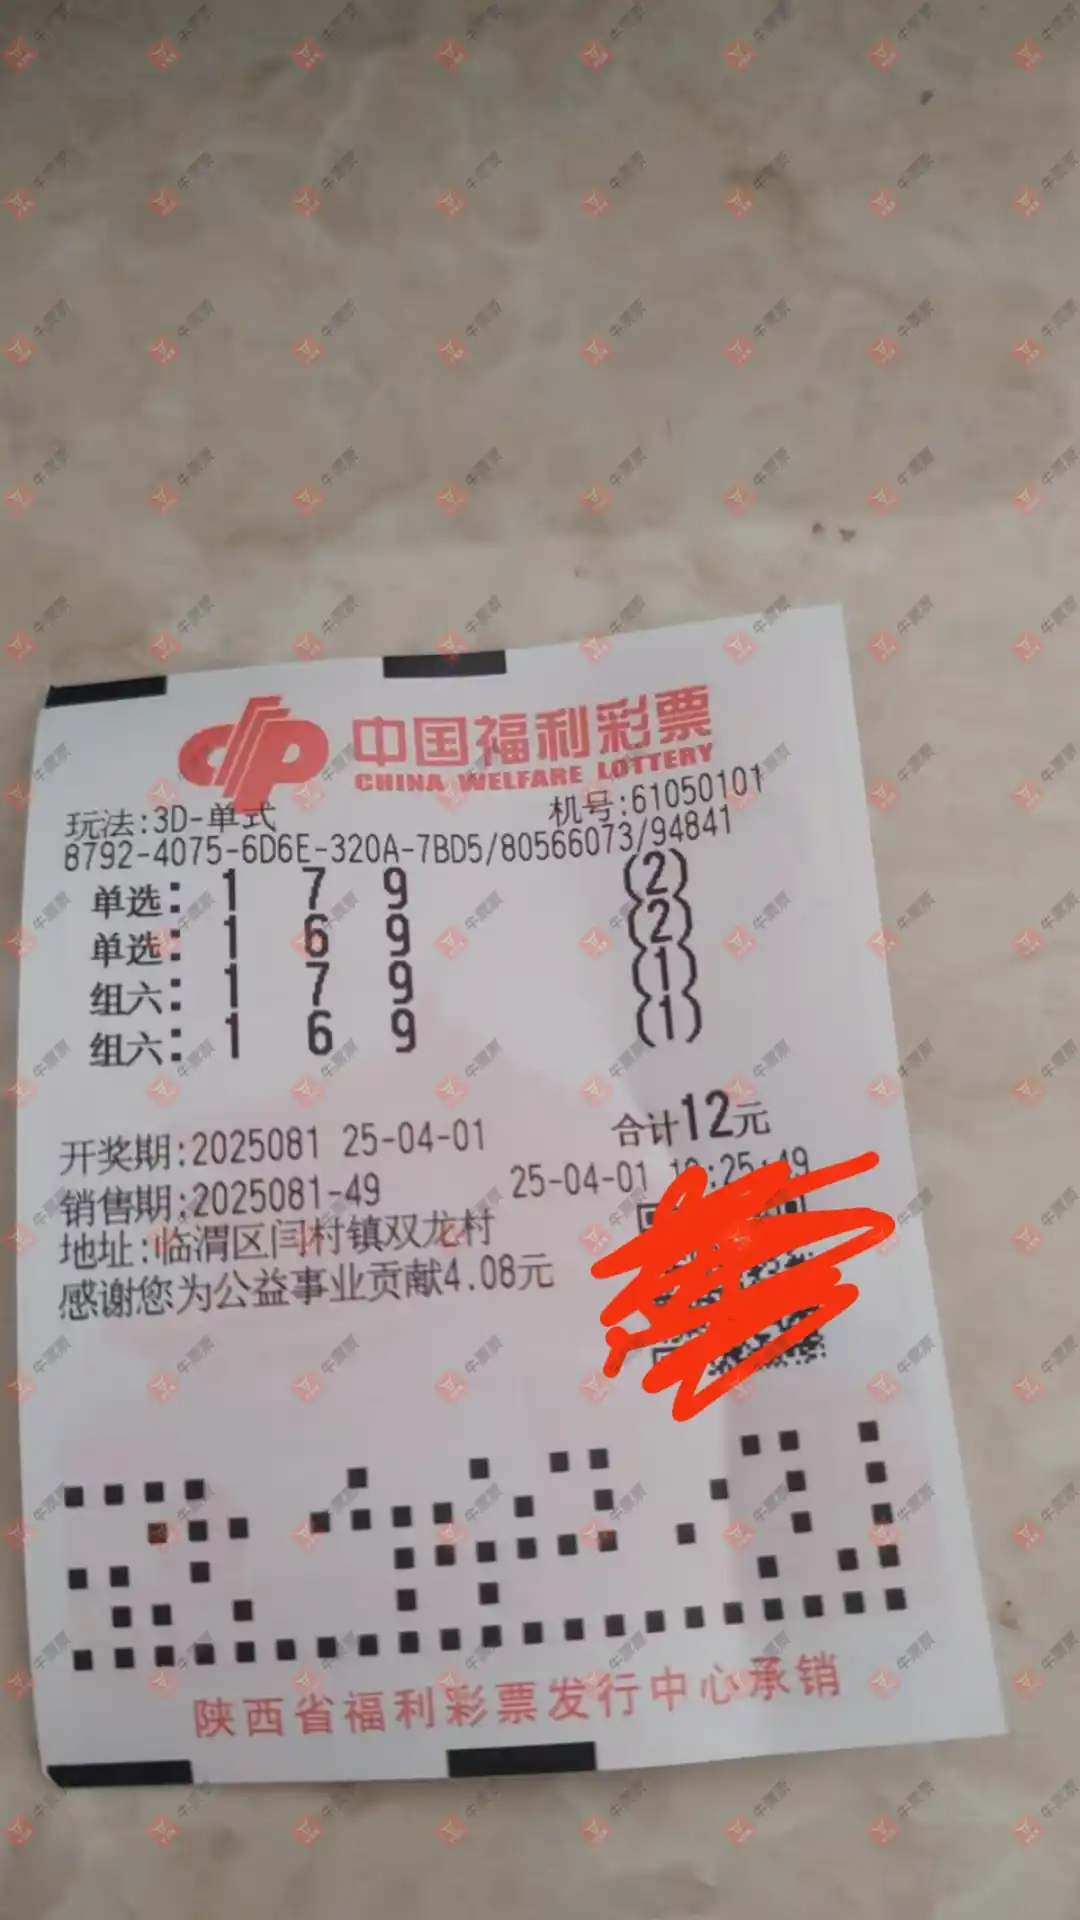 中国福利彩票
CHINA WELFARE LOTTERY
玩法:3D-单式 机号:61050101
8792-4075-6D6E-320A-7BD5/80566073/94841
单选: 1 7 9 (2)
单选: 1 6 9 (2)
组六: 1 7 9 (1)
组六: 1 6 9 (1)
合计12元
开奖期:2025081 25-04-01
销售期:2025081-49 25-04-01
地址:临渭区闫村镇双龙村
感谢您为公益事业贡献4.08元
陕西省福利彩票发行中心承销
牛票票